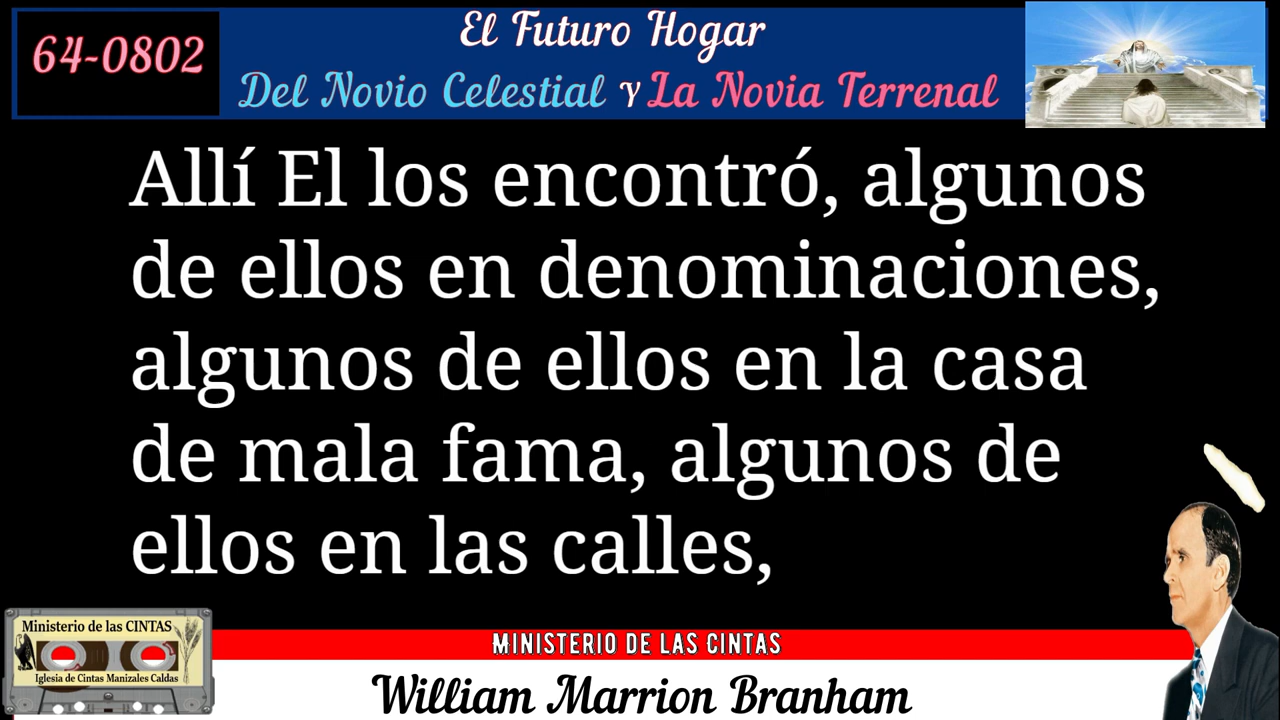 64-0802
El Futuro Hogar
Del Novio Celestial Y La Novia Terrenal
Allí El los encontró, algunos
de ellos en denominaciones,
algunos de ellos en la casa
de mala fama, algunos de
ellos en las calles,
Ministerio de las CINTAS
Iglesia de Cintas Manizales Caldas
MINISTERIO DE LAS CINTAS
William Marrion Branham